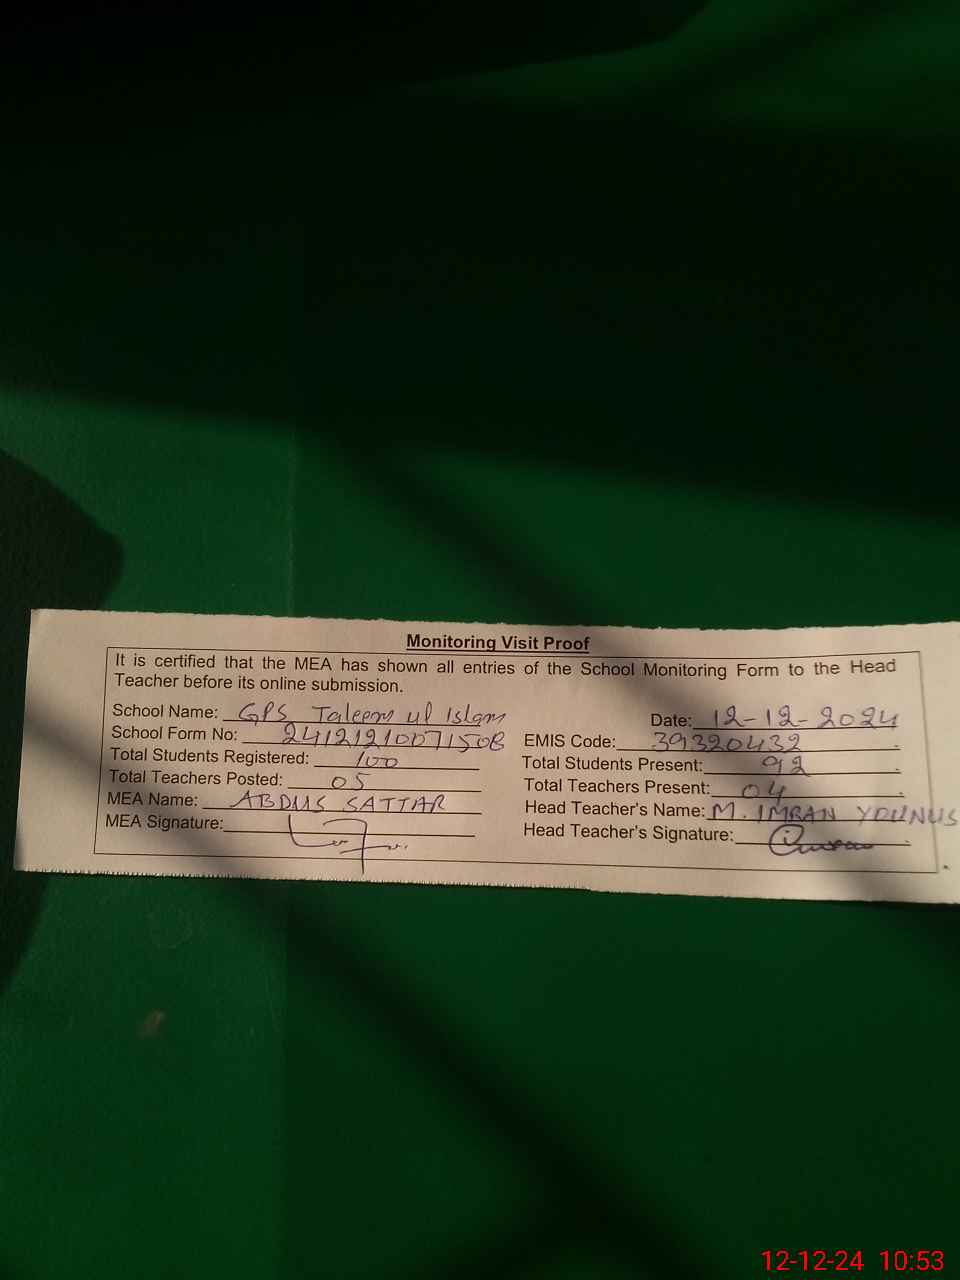 Monitoring Visit Proof
It is certified that the MEA has shown all entries of the School Monitoring Form to the Head
Teacher before its online submission.
School Name: GPS Taleem ul Islam Date: 12-12-2024
School Form No: 2412121007150B EMIS Code: 39320432
Total Students Registered: 100 Total Students Present: 92
Total Teachers Posted: 05 Total Teachers Present: 04
MEA Name: ABDUS SATTAR Head Teacher's Name: M. IMRAN YOUNUS
MEA Signature: Head Teacher's Signature:
12-12-24 10:53